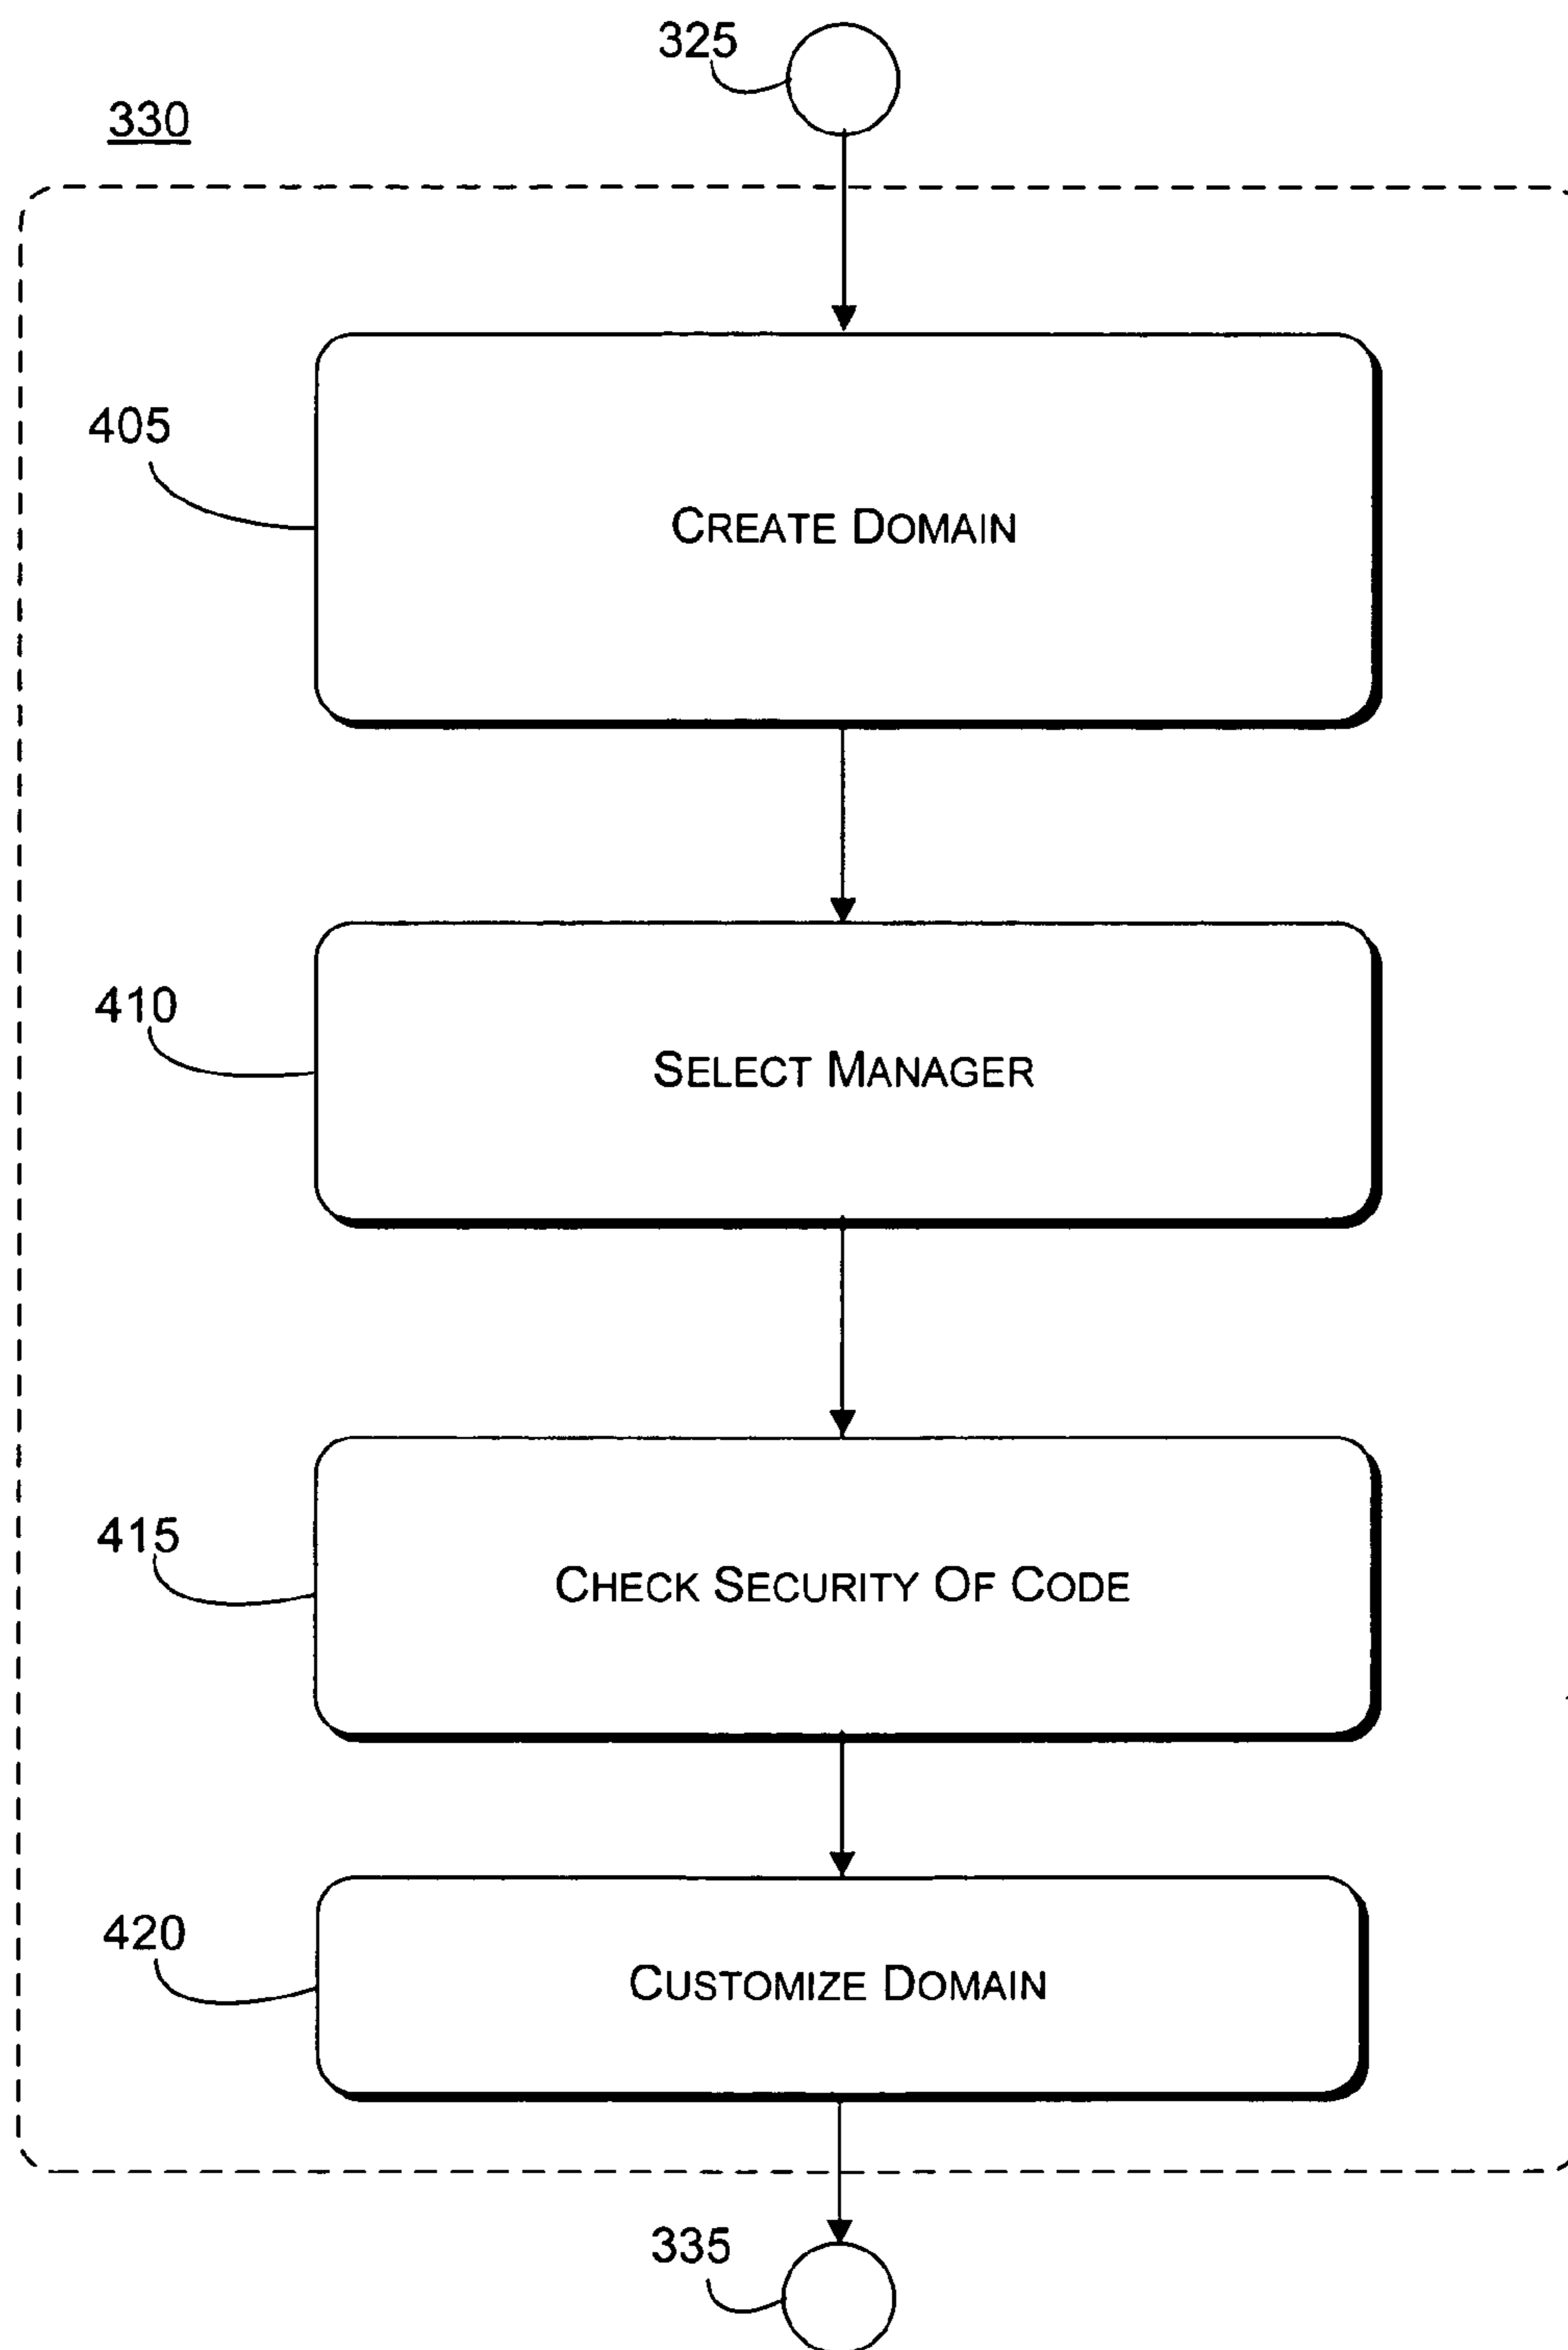 325
330
405
CREATE DOMAIN
410
SELECT MANAGER
415
CHECK SECURITY OF CODE
420
CUSTOMIZE DOMAIN
335